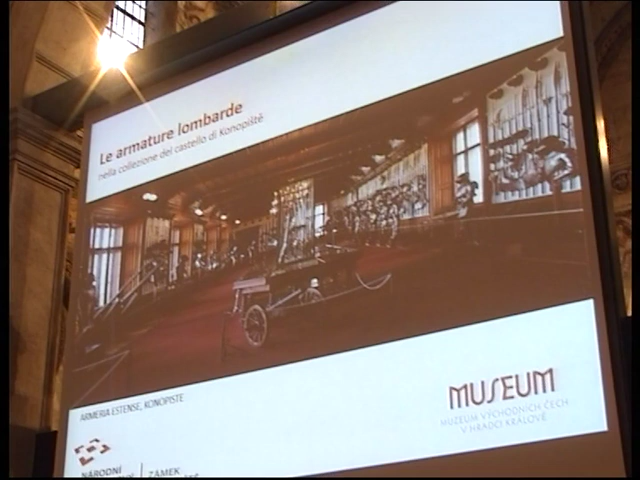 Le armature lombarde
nella collezione del castello di Konopiště
ARMERIA ESTENSE, KONOPISTE
MUSEUM
MUZEUM VÝCHODNÍCH ČECH
V HRADCI KRÁLOVÉ
NÁRODNÍ
ZÁMEK